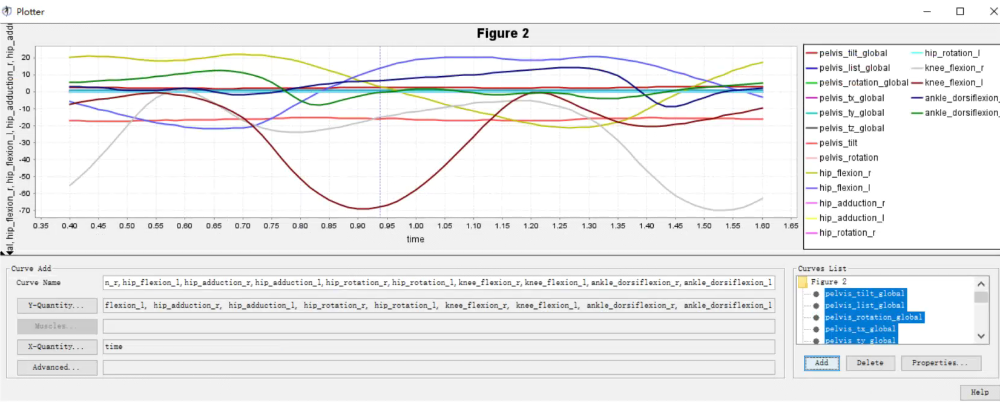 Plotter
Figure 2
al, hip_flexion_r, hip_flexion_l, hip_adduction_r, hip_add
20
10
0
-10
-20
-30
-40
-50
-60
-70
0.35 0.40 0.45 0.50 0.55 0.60 0.65 0.70 0.75 0.80 0.85 0.90 0.95 1.00 1.05 1.10 1.15 1.20 1.25 1.30 1.35 1.40 1.45 1.50 1.55 1.60 1.65
time
pelvis_tilt_global
pelvis_list_global
pelvis_rotation_global
pelvis_tx_global
pelvis_ty_global
pelvis_tz_global
pelvis_tilt
pelvis_rotation
hip_flexion_r
hip_flexion_l
hip_adduction_r
hip_adduction_l
hip_rotation_r
hip_rotation_l
knee_flexion_r
knee_flexion_l
ankle_dorsiflexion_
ankle_dorsiflexion_
Curve Add
Curve Name n_r, hip_flexion_l, hip_adduction_r, hip_adduction_l, hip_rotation_r, hip_rotation_l, knee_flexion_r, knee_flexion_l, ankle_dorsiflexion_r, ankle_dorsiflexion_l
Y-Quantity... flexion_l, hip_adduction_r, hip_adduction_l, hip_rotation_r, hip_rotation_l, knee_flexion_r, knee_flexion_l, ankle_dorsiflexion_r, ankle_dorsiflexion_l
Muscles...
X-Quantity... time
Advanced...
Curves List
Figure 2
pelvis_tilt_global
pelvis_list_global
pelvis_rotation_global
pelvis_tx_global
pelvis_ty_global
Add Delete Properties...
Help